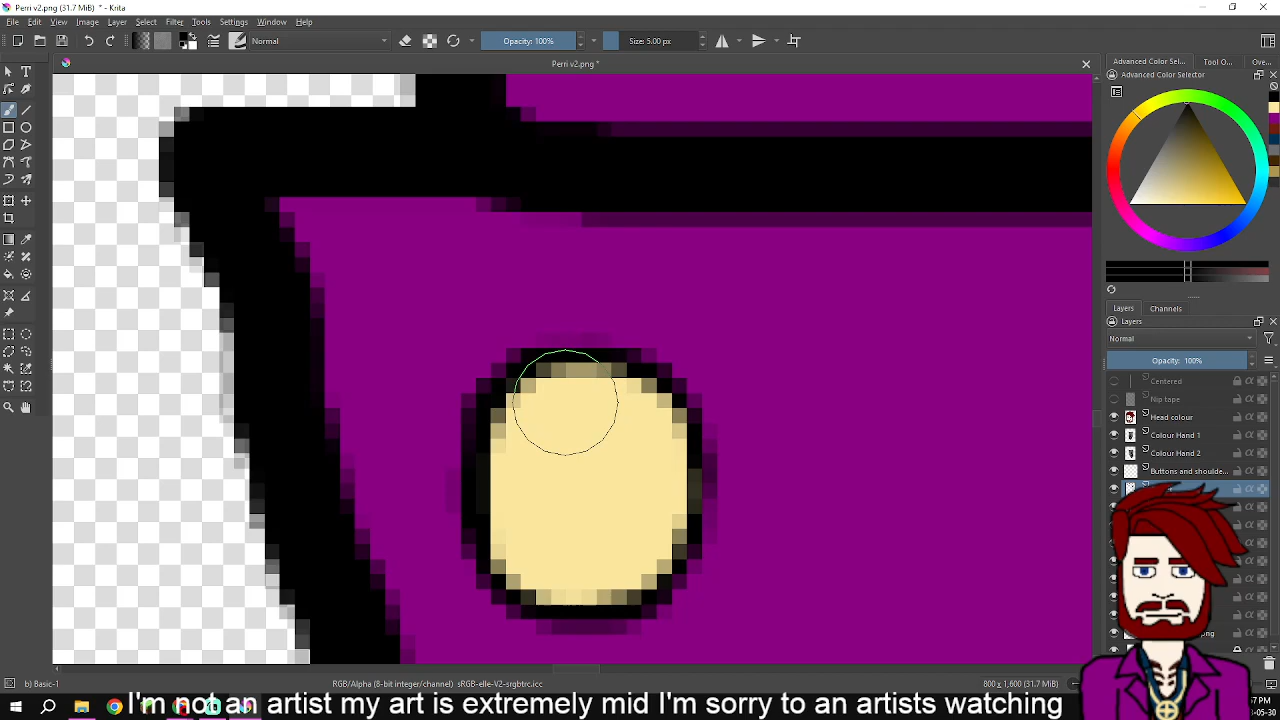 Perri v2.png (modified) * - Krita
File Edit View Image Layer Select Filter Tools Settings Window Help
Normal
Opacity: 100%
Size: 5.00 px
Perri v2.png *
Advanced Color Sel... Tool O... Ove...
Advanced Color Selector
Layers Channels
Layers
Normal
Opacity: 100%
Centered
Nip tape
Head colour
Colour Hand 1
Colour Hand 2
Buttons and shoulde...
b) Basic-1
RGB/Alpha (8-bit integer/channel) sRGB-elle-V2-srgbtrc.icc
800 x 1,600 (31.3 MiB)
I'm not an artist my art is extremely mid I'm sorry to an artists watching